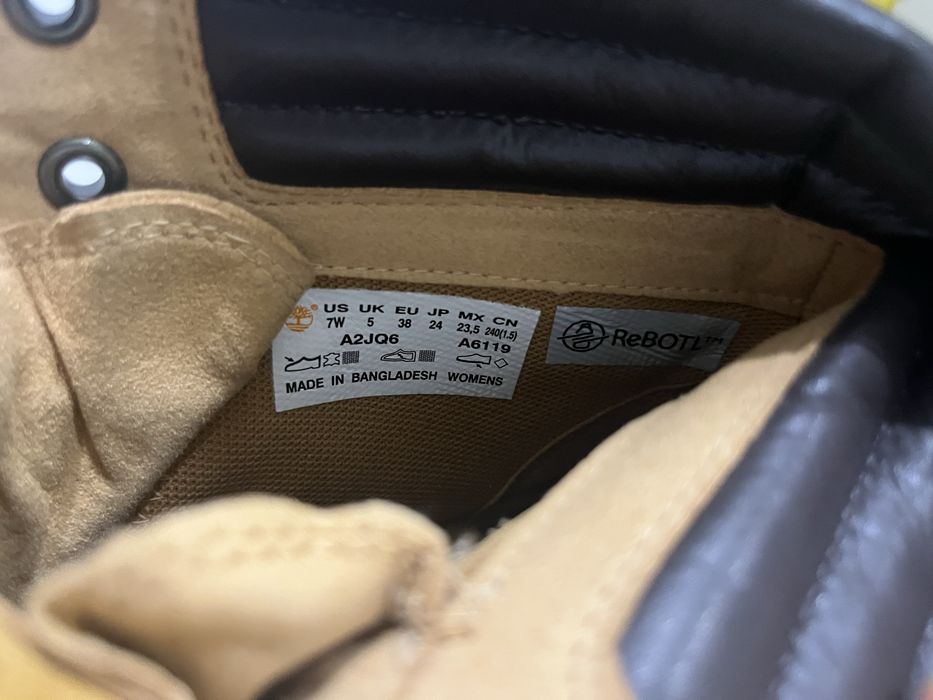 US UK EU JP MX CN
7W 5 38 24 23,5 240(1.5)
A2JQ6 A6119
MADE IN BANGLADESH WOMENS
ReBOTL™